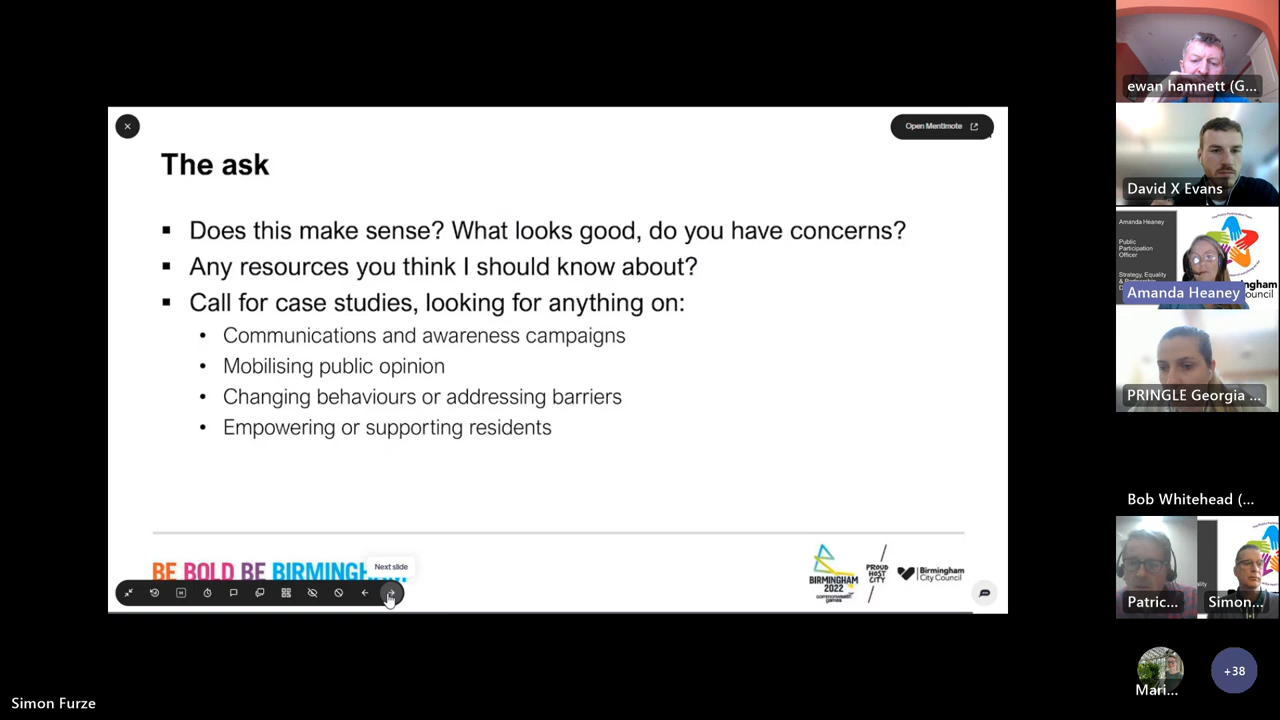 Open Mentimote
The ask
Does this make sense? What looks good, do you have concerns?
Any resources you think I should know about?
Call for case studies, looking for anything on:
Communications and awareness campaigns
Mobilising public opinion
Changing behaviours or addressing barriers
Empowering or supporting residents
Next slide
BE BOLD BE BIRMINGHAM
BIRMINGHAM
2022
commonwealth
games
PROUD
HOST
CITY
Birmingham
City Council
Simon Furze
ewan hamnett (G...
David X Evans
Amanda Heaney
Public
Participation
Officer
Strategy, Equality
Amanda Heaney
PRINGLE Georgia ...
Bob Whitehead (...
Patric...
Simon...
Mari...
+38